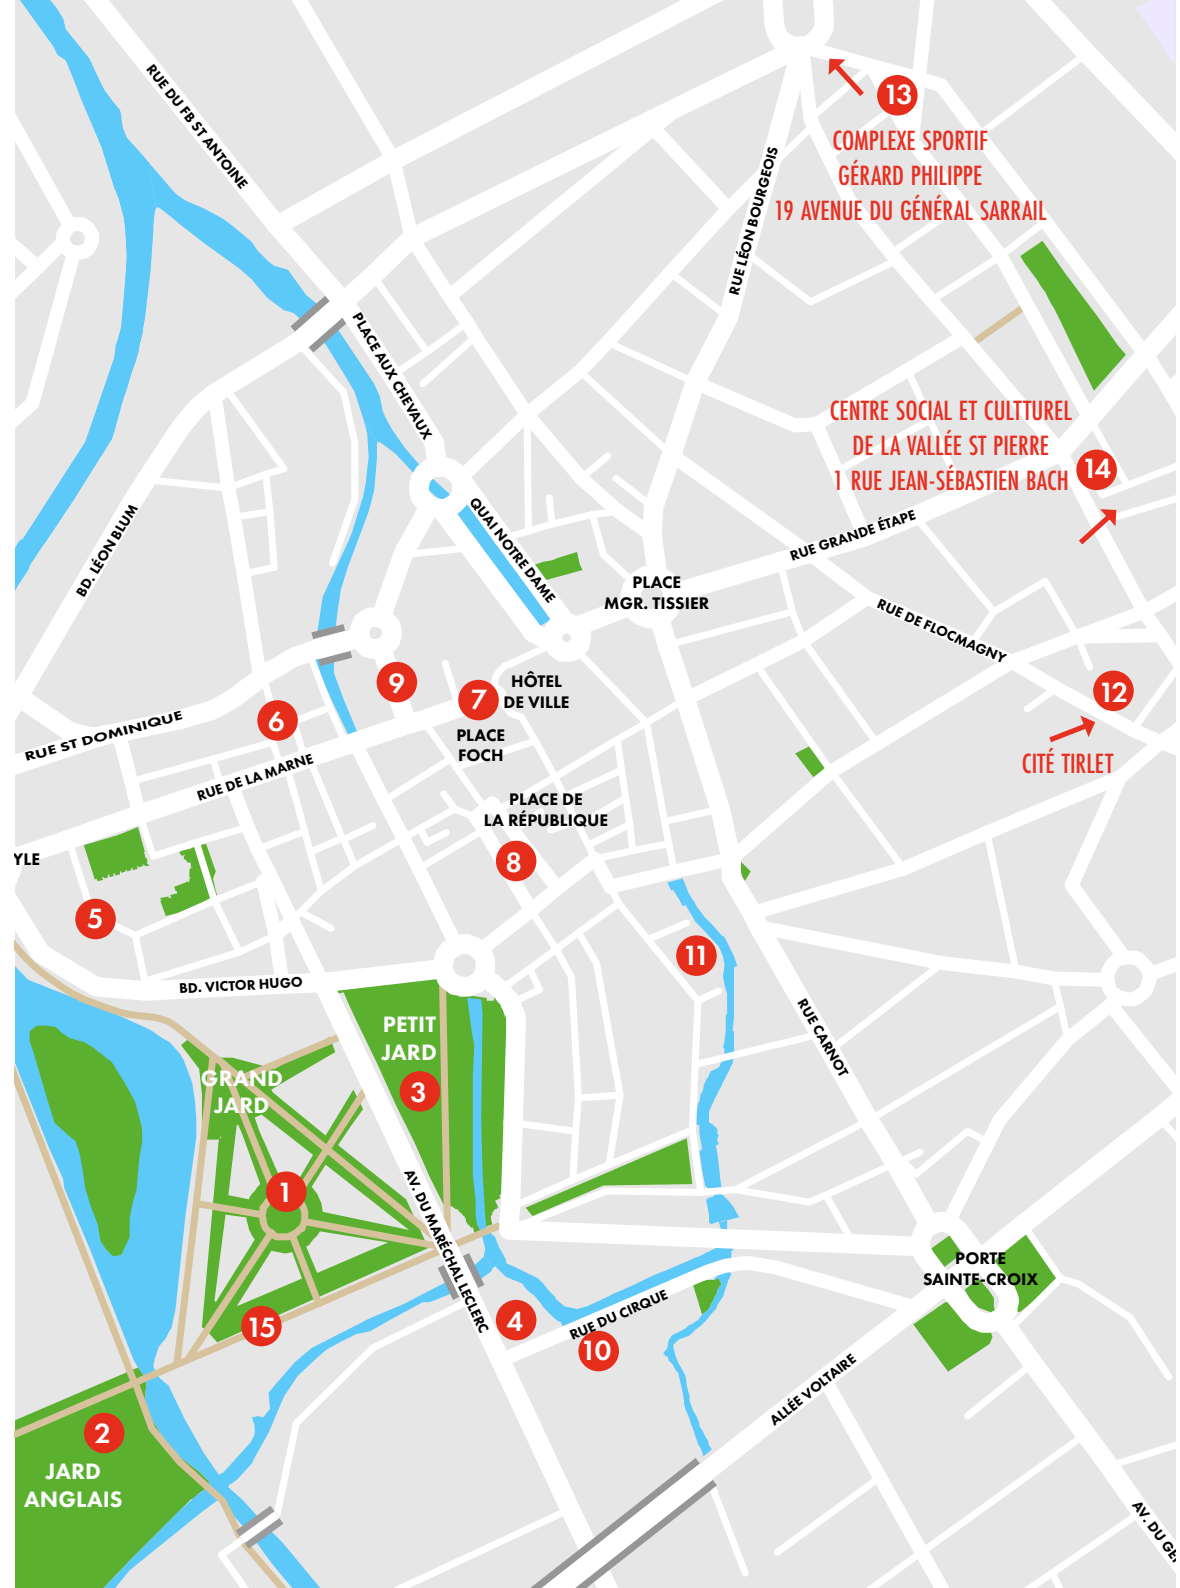 RUE DU FB ST ANTOINE
13
COMPLEXE SPORTIF
GÉRARD PHILIPPE
19 AVENUE DU GÉNÉRAL SARRAIL
RUE LÉON BOURGEOIS
PLACE AUX CHEVAUX
CENTRE SOCIAL ET CULTTUREL
DE LA VALLÉE ST PIERRE
1 RUE JEAN-SÉBASTIEN BACH
14
BD. LÉON BLUM
QUAI NOTRE DAME
RUE GRANDE ÉTAPE
PLACE
MGR. TISSIER
RUE DE FLOCMAGNY
9
7
HÔTEL
DE VILLE
12
6
RUE ST DOMINIQUE
PLACE
FOCH
CITÉ TIRLET
RUE DE LA MARNE
PLACE DE
LA RÉPUBLIQUE
YLE
8
5
11
BD. VICTOR HUGO
RUE CARNOT
PETIT
JARD
3
GRAND
JARD
1
AV. DU MARÉCHAL LECLERC
PORTE
SAINTE-CROIX
15
4
RUE DU CIRQUE
10
ALLÉE VOLTAIRE
2
JARD
ANGLAIS
AV. DU GE